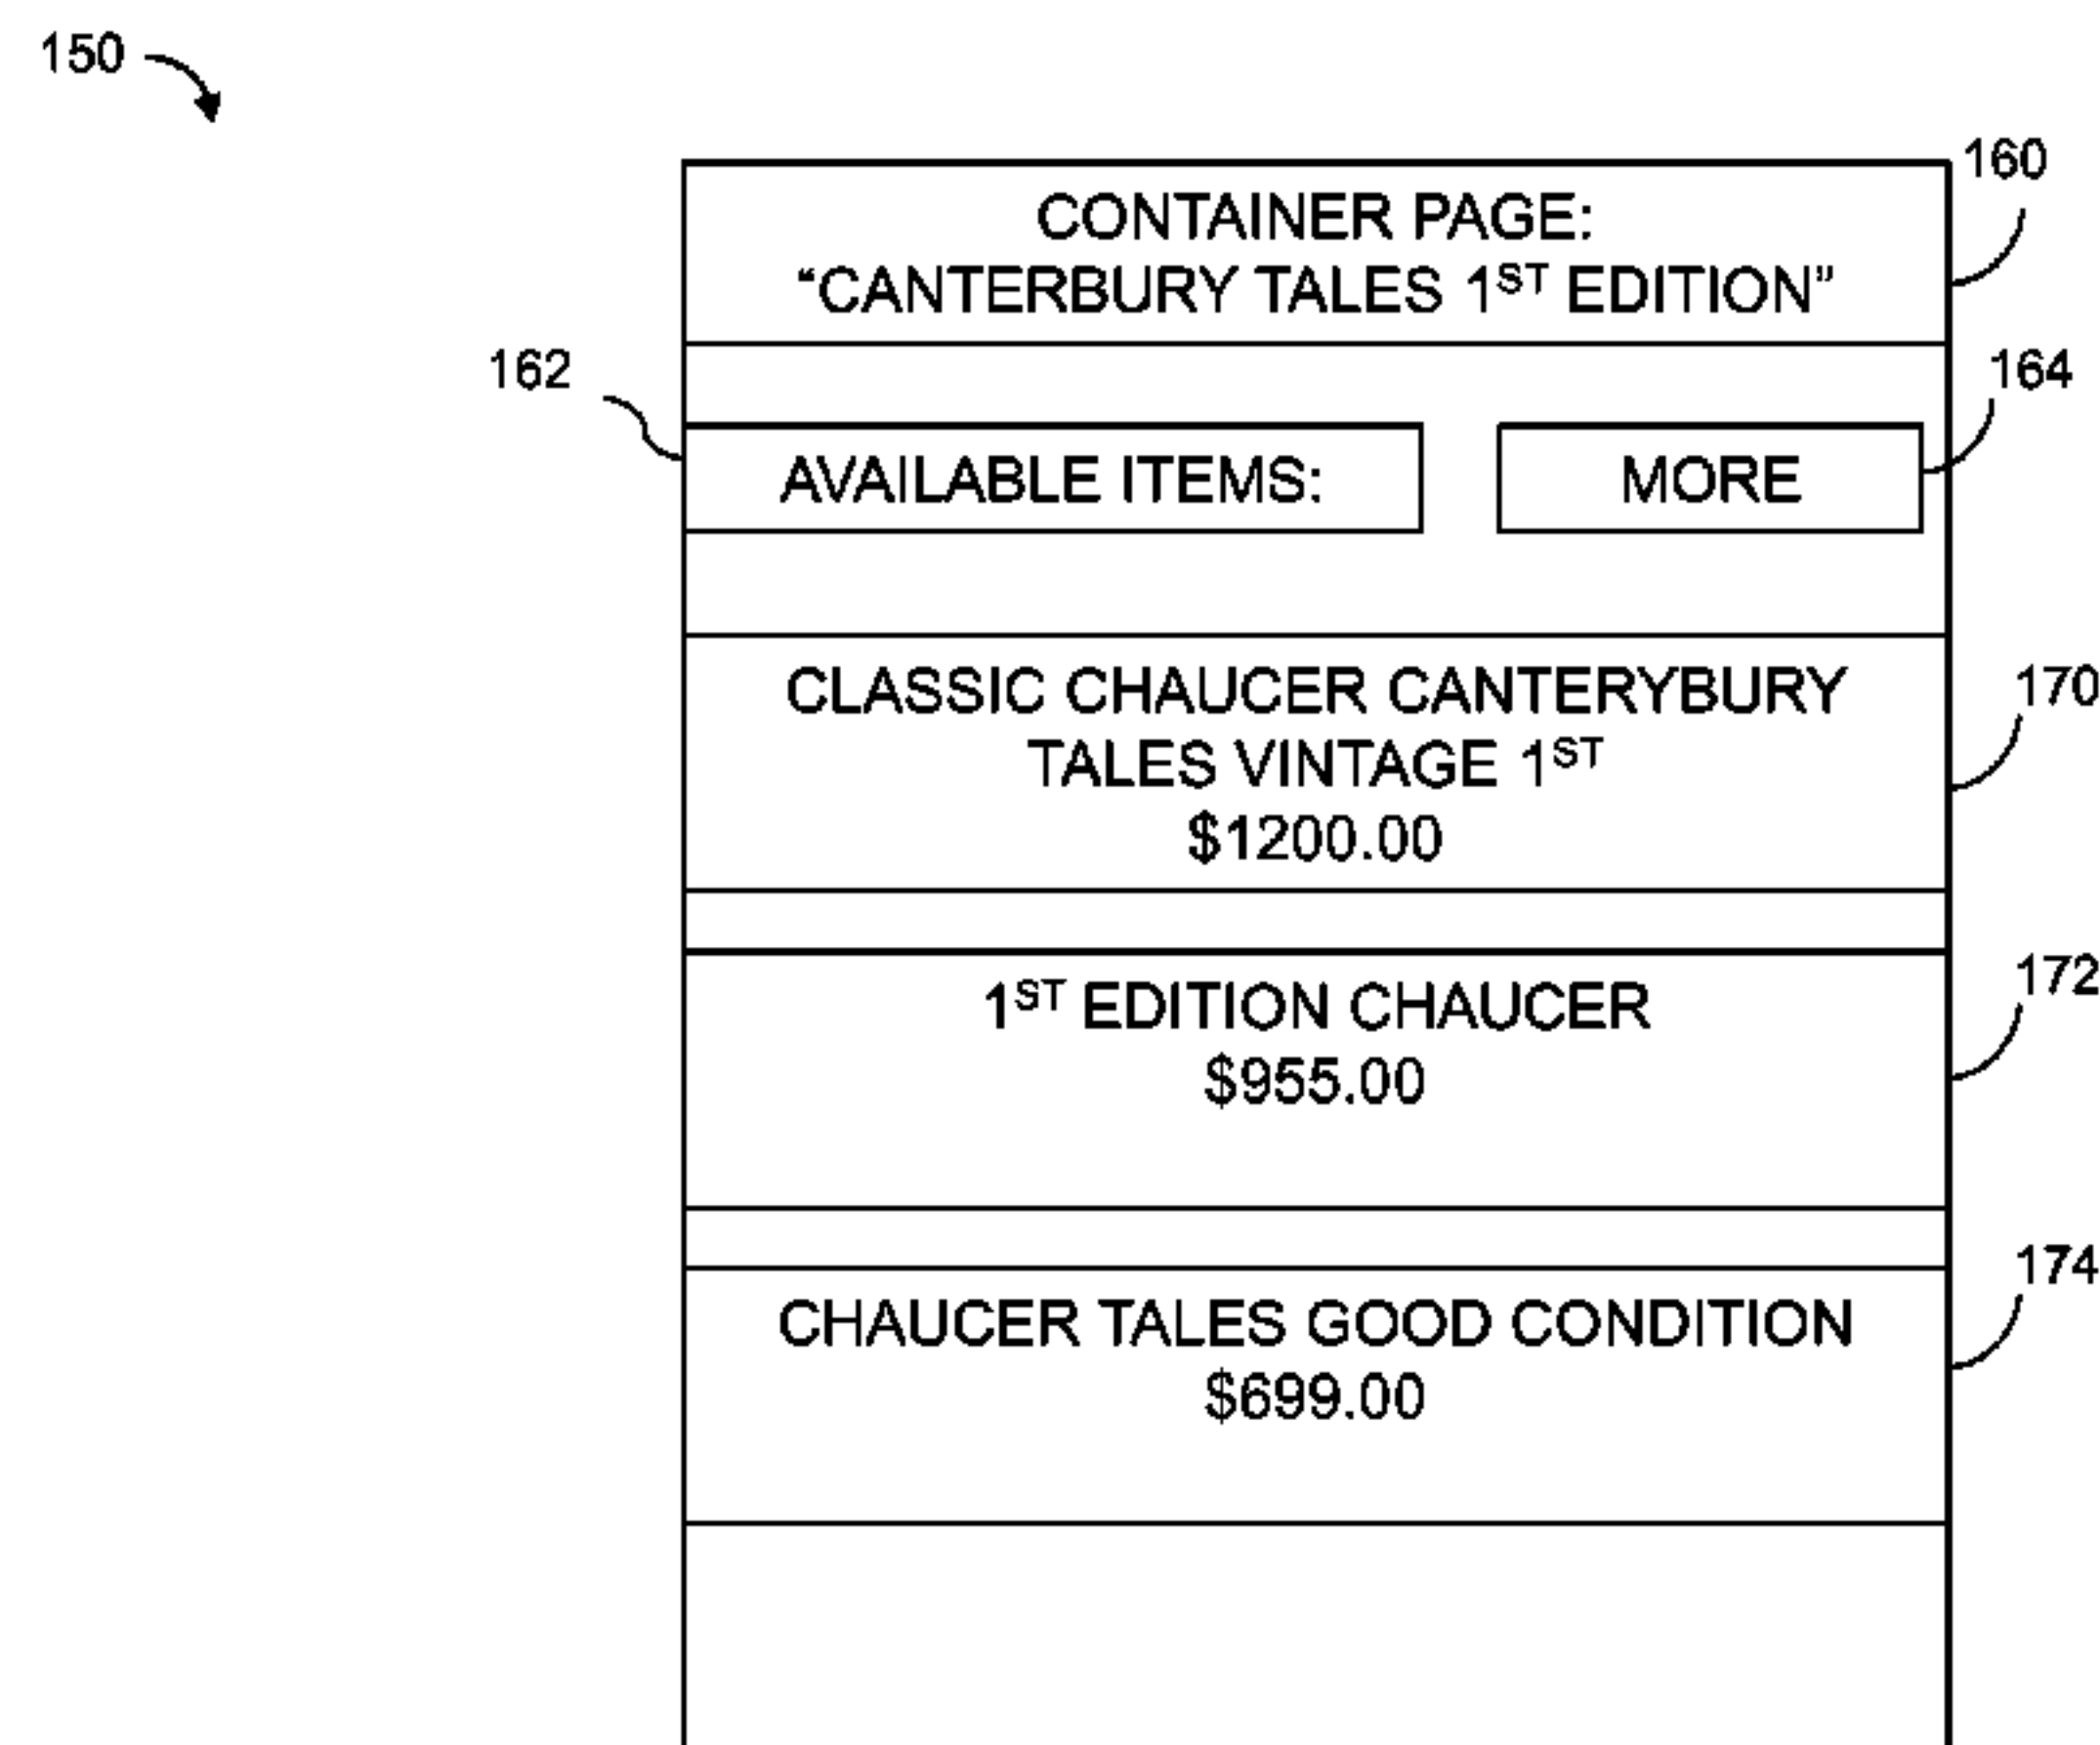 150
160
CONTAINER PAGE:
“CANTERBURY TALES 1ST EDITION”
162
164
AVAILABLE ITEMS:
MORE
170
CLASSIC CHAUCER CANTERYBURY
TALES VINTAGE 1ST
$1200.00
172
1ST EDITION CHAUCER
$955.00
174
CHAUCER TALES GOOD CONDITION
$699.00